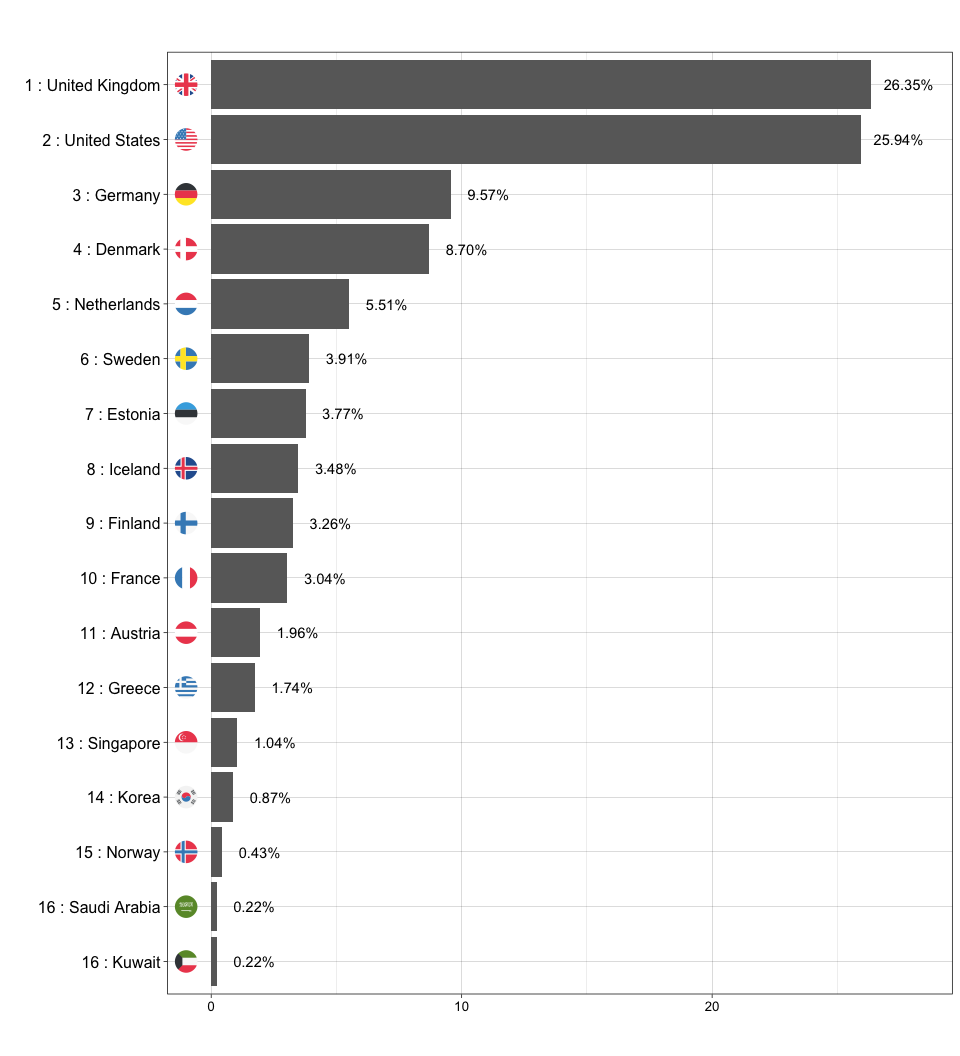 1 : United Kingdom 26.35%
2 : United States 25.94%
3 : Germany 9.57%
4 : Denmark 8.70%
5 : Netherlands 5.51%
6 : Sweden 3.91%
7 : Estonia 3.77%
8 : Iceland 3.48%
9 : Finland 3.26%
10 : France 3.04%
11 : Austria 1.96%
12 : Greece 1.74%
13 : Singapore 1.04%
14 : Korea 0.87%
15 : Norway 0.43%
16 : Saudi Arabia 0.22%
16 : Kuwait 0.22%
0 10 20